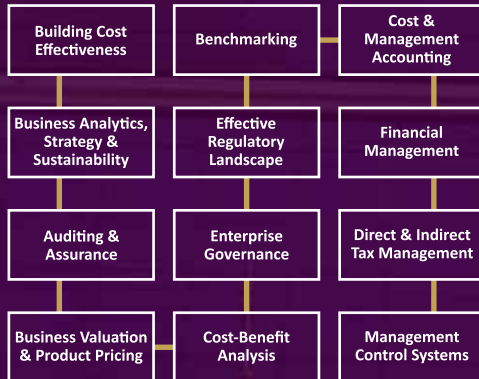 Building Cost
Effectiveness
Benchmarking
Cost &
Management
Accounting
Business Analytics,
Strategy &
Sustainability
Effective
Regulatory
Landscape
Financial
Management
Auditing &
Assurance
Enterprise
Governance
Direct & Indirect
Tax Management
Business Valuation
& Product Pricing
Cost-Benefit
Analysis
Management
Control Systems